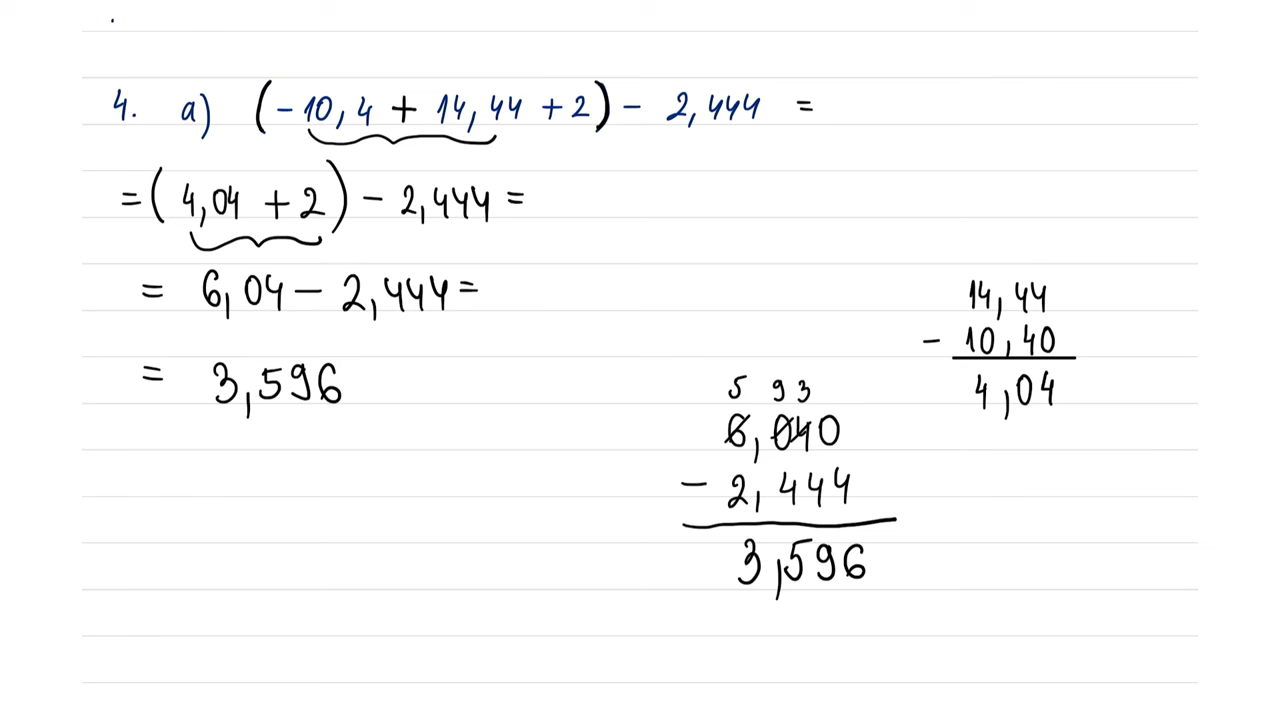 4. a) (-10,4 + 14,44 + 2) - 2,444 =
= (4,04 + 2) - 2,444 =
= 6,04 - 2,444 =
= 3,596
14,44
- 10,40
4,04
5 9 3
6,040
- 2,444
3,596